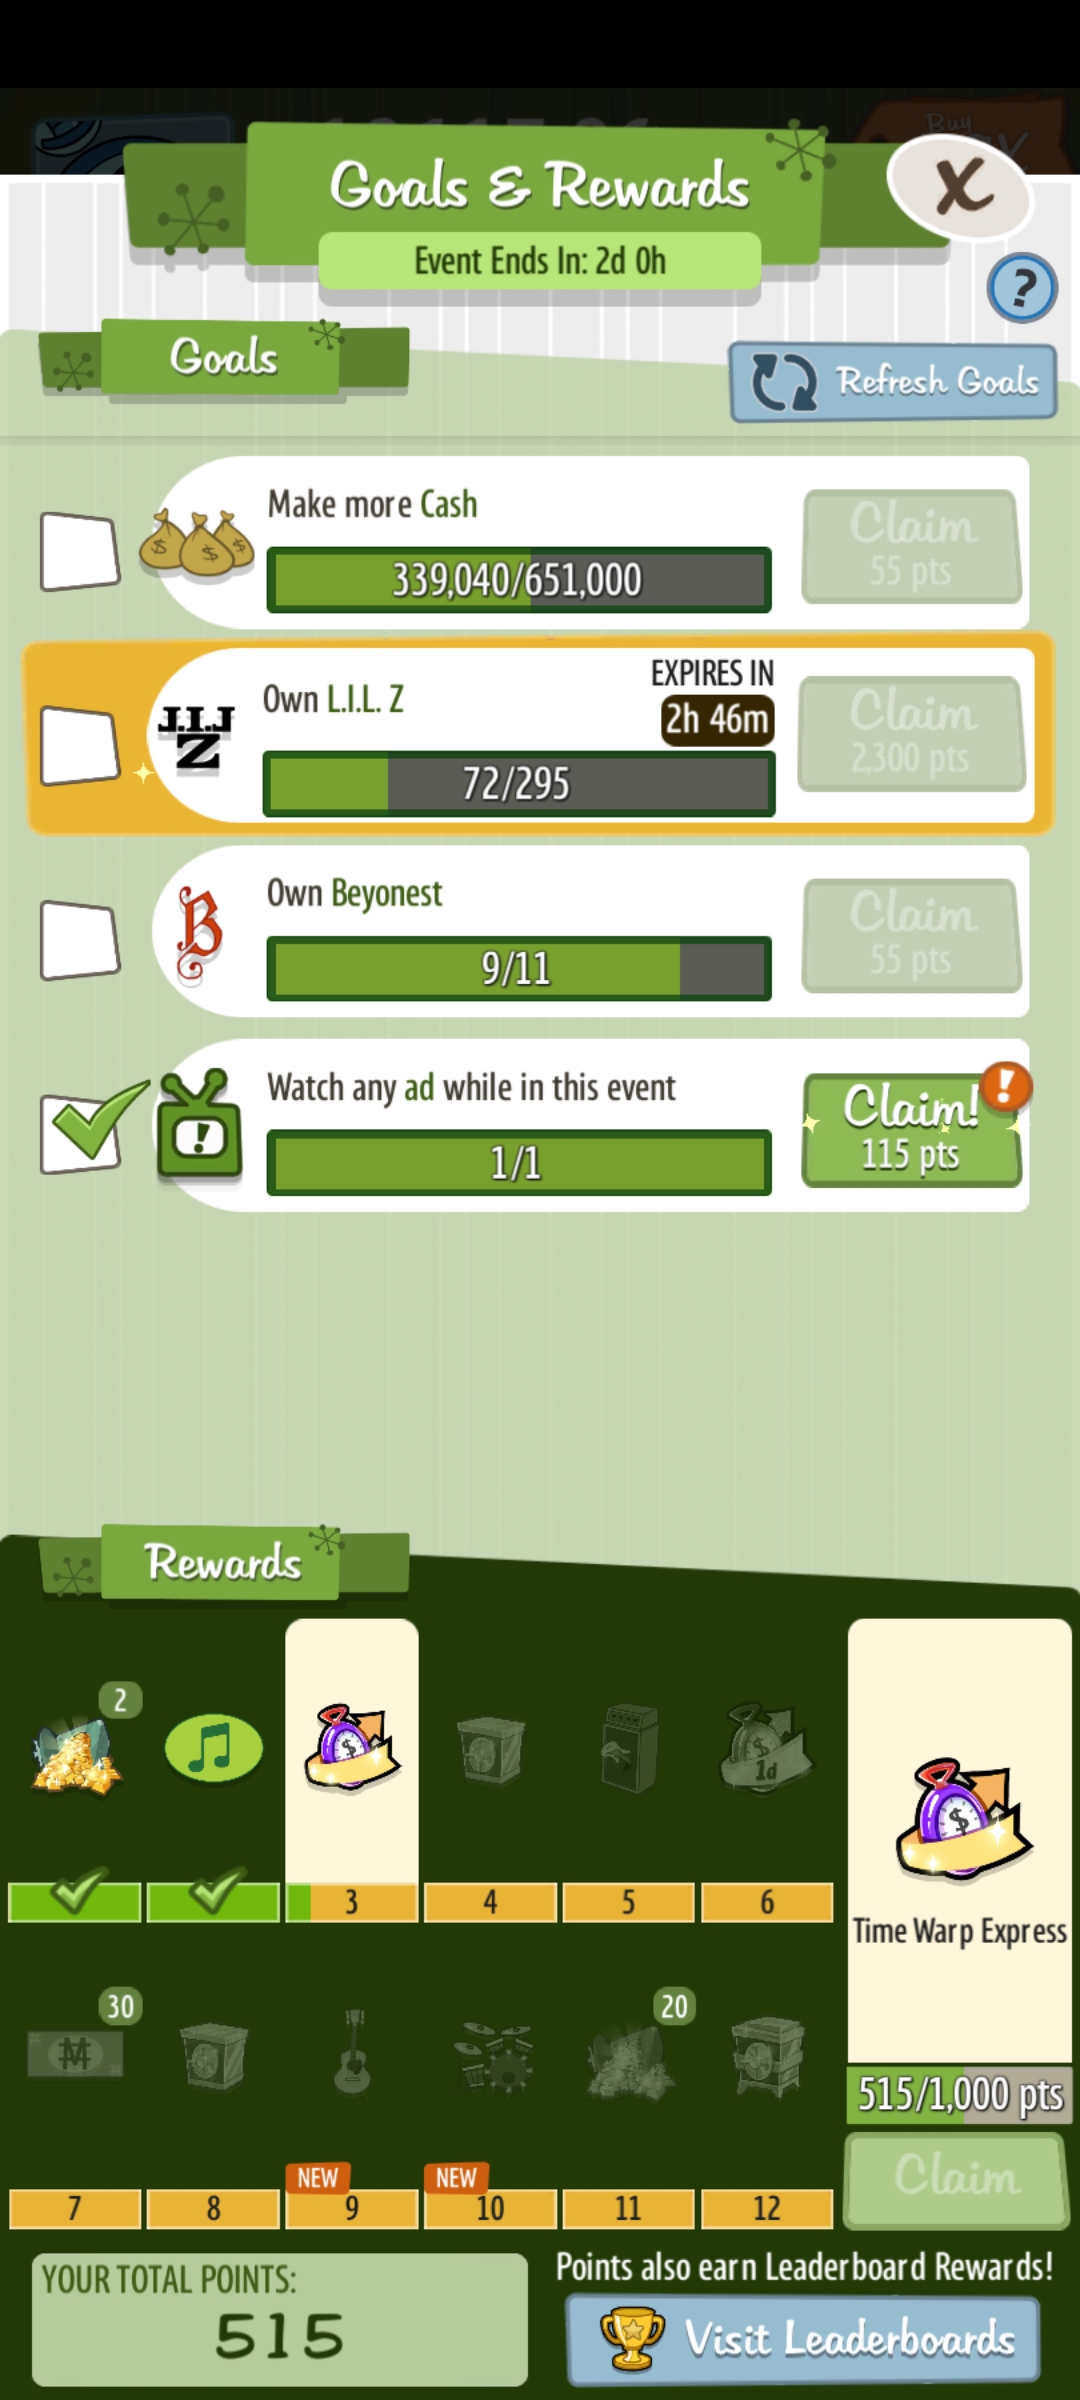 Buy
Goals & Rewards
X
Event Ends In: 2d 0h
?
Goals
Refresh Goals
Make more Cash
339,040/651,000
Claim
55 pts
L.I.L
Z
Own L.I.L. Z
EXPIRES IN
2h 46m
72/295
Claim
2,300 pts
B
Own Beyonest
9/11
Claim
55 pts
!
Watch any ad while in this event
1/1
Claim!
115 pts
!
Rewards
2
1d
3
4
5
6
Time Warp Express
30
20
515/1,000 pts
NEW
NEW
7
8
9
10
11
12
Claim
YOUR TOTAL POINTS:
515
Points also earn Leaderboard Rewards!
Visit Leaderboards